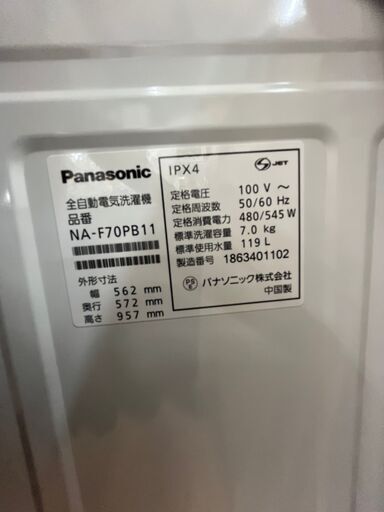 Panasonic
全自動電気洗濯機
品番
NA-F70PB11
外形寸法
幅 562 mm
奥行 572 mm
高さ 957 mm
IPX4
JET
定格電圧 100 V ～
定格周波数 50/60 Hz
定格消費電力 480/545 W
標準洗濯容量 7.0 kg
標準使用水量 119 L
製造番号 1863401102
PS E パナソニック株式会社
中国製